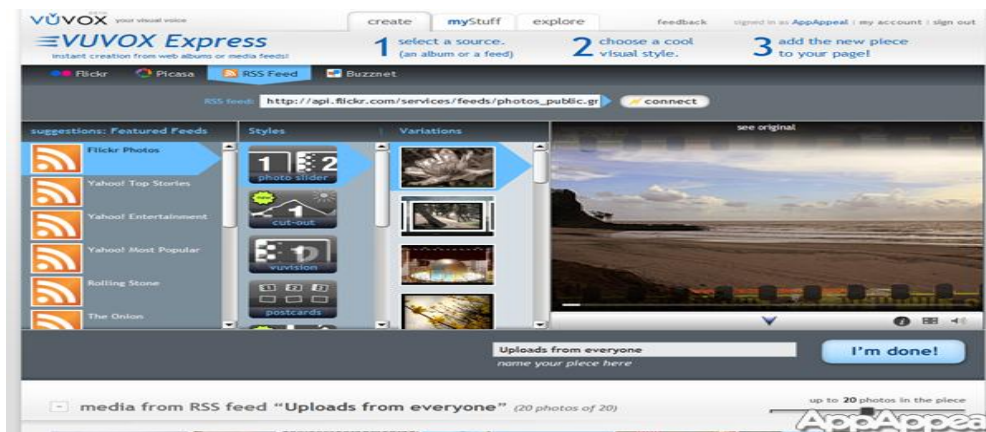 vǔvox BETA your visual voice
create myStuff explore feedback signed in as AppAppeal | my account | sign out
VUVOX Express
instant creation from web albums or media feeds!
1 select a source.
(an album or a feed)
2 choose a cool
visual style.
3 add the new piece
to your page!
Flickr Picasa RSS Feed Buzznet
RSS feed: http://api.flickr.com/services/feeds/photos_public.gr connect
suggestions: Featured Feeds Styles Variations
see original
Flickr Photos
Yahoo! Top Stories
Yahoo! Entertainment
Yahoo! Most Popular
Rolling Stone
The Onion
1 2
photo slider
cut-out
vuvision
postcards
Uploads from everyone
name your piece here
I'm done!
media from RSS feed “Uploads from everyone” (20 photos of 20)
up to 20 photos in the piece
AppAppeal